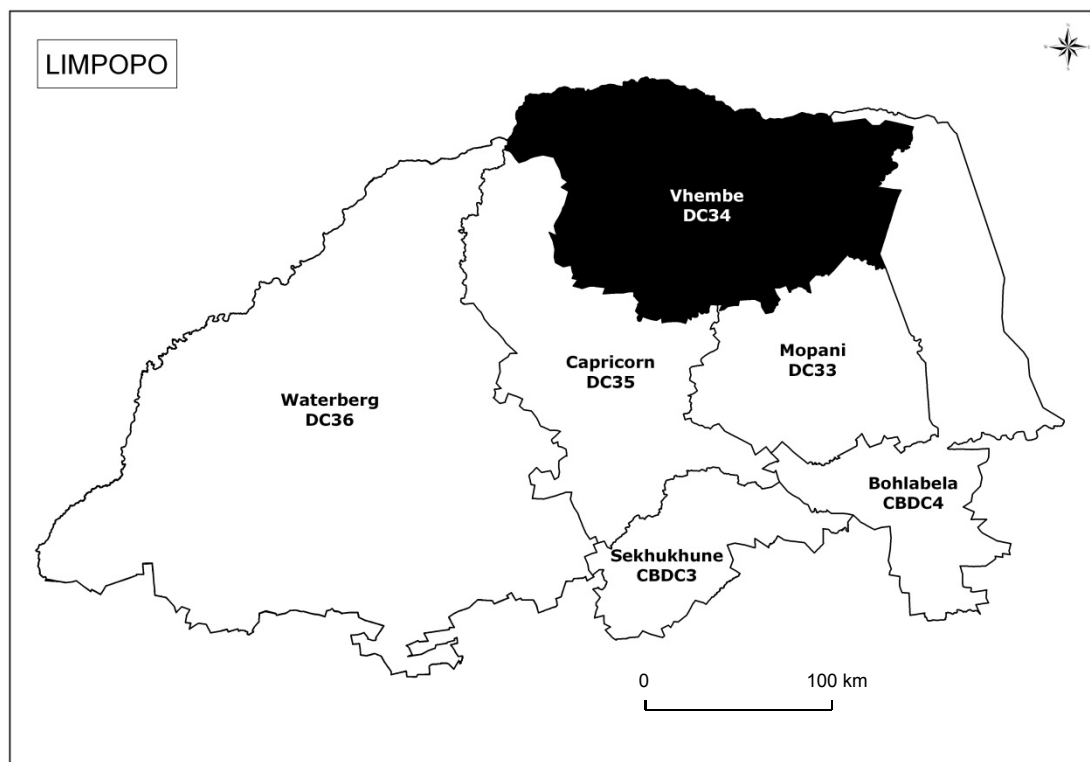 LIMPOPO
Vhembe
DC34
Capricorn
DC35
Mopani
DC33
Waterberg
DC36
Bohlabela
CBDC4
Sekhukhune
CBDC3
0 100 km